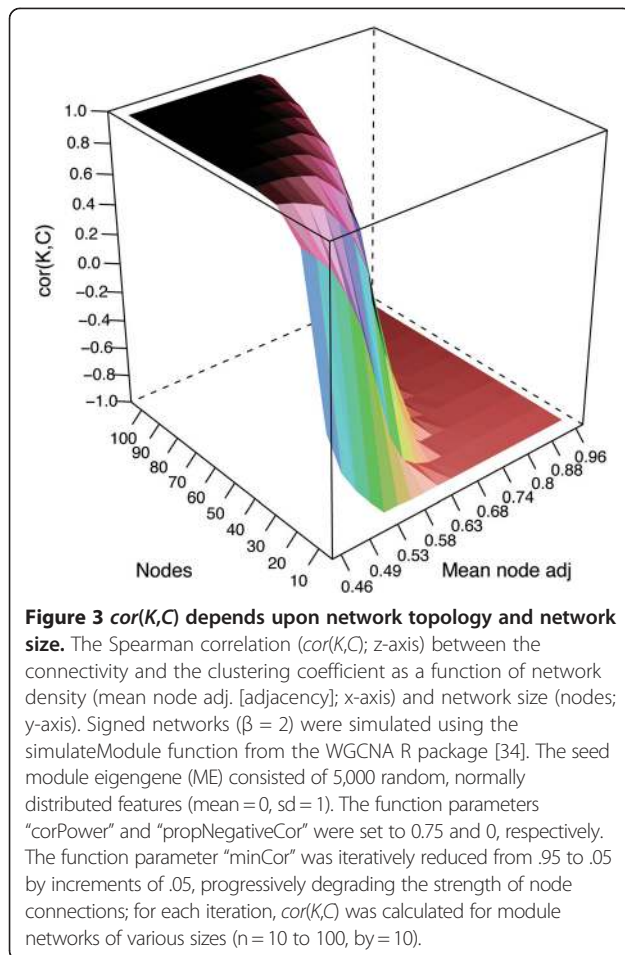 1.0
0.8
0.6
0.4
0.2
0.0
−0.2
−0.4
−0.6
−0.8
−1.0
cor(K,C)
100
90
80
70
60
50
40
30
20
10
Nodes
0.46
0.49
0.53
0.58
0.63
0.68
0.74
0.8
0.88
0.96
Mean node adj
Figure 3 cor(K,C) depends upon network topology and network
size. The Spearman correlation (cor(K,C); z-axis) between the
connectivity and the clustering coefficient as a function of network
density (mean node adj. [adjacency]; x-axis) and network size (nodes;
y-axis). Signed networks (β = 2) were simulated using the
simulateModule function from the WGCNA R package [34]. The seed
module eigengene (ME) consisted of 5,000 random, normally
distributed features (mean = 0, sd = 1). The function parameters
“corPower” and “propNegativeCor” were set to 0.75 and 0, respectively.
The function parameter “minCor” was iteratively reduced from .95 to .05
by increments of .05, progressively degrading the strength of node
connections; for each iteration, cor(K,C) was calculated for module
networks of various sizes (n = 10 to 100, by = 10).